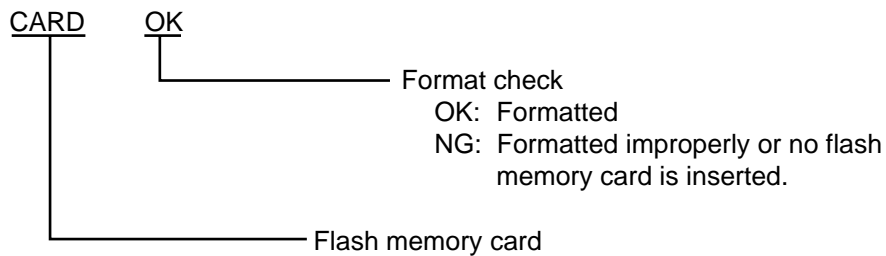 CARD OK
Format check
OK: Formatted
NG: Formatted improperly or no flash
memory card is inserted.
Flash memory card